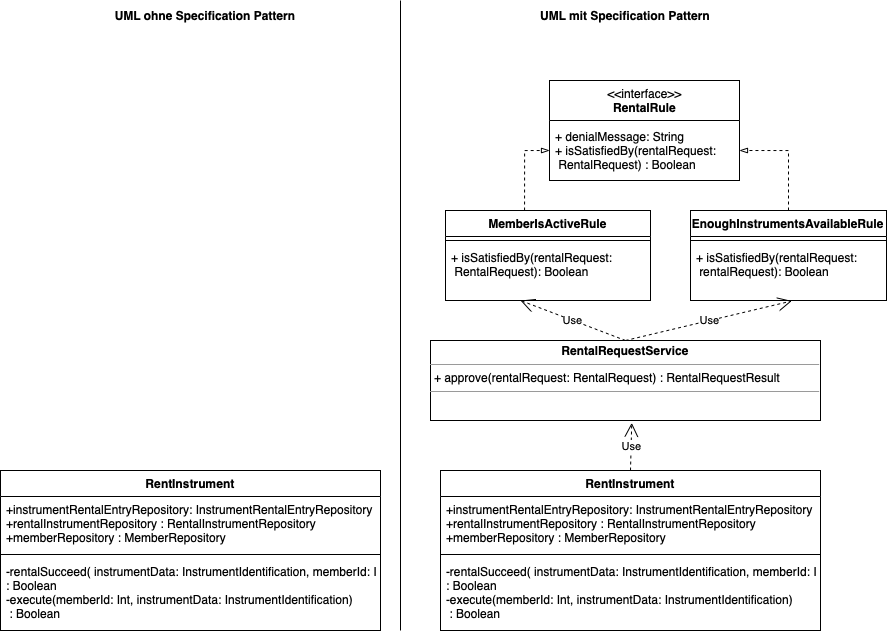 UML ohne Specification Pattern
UML mit Specification Pattern
<<interface>>
RentalRule
+ denialMessage: String
+ isSatisfiedBy(rentalRequest:
RentalRequest) : Boolean
MemberIsActiveRule
+ isSatisfiedBy(rentalRequest:
RentalRequest): Boolean
EnoughInstrumentsAvailableRule
+ isSatisfiedBy(rentalRequest:
rentalRequest): Boolean
Use
Use
RentalRequestService
+ approve(rentalRequest: RentalRequest) : RentalRequestResult
Use
RentInstrument
+instrumentRentalEntryRepository: InstrumentRentalEntryRepository
+rentalInstrumentRepository : RentalInstrumentRepository
+memberRepository : MemberRepository
-rentalSucceed( instrumentData: InstrumentIdentification, memberId: I
: Boolean
-execute(memberId: Int, instrumentData: InstrumentIdentification)
: Boolean
RentInstrument
+instrumentRentalEntryRepository: InstrumentRentalEntryRepository
+rentalInstrumentRepository : RentalInstrumentRepository
+memberRepository : MemberRepository
-rentalSucceed( instrumentData: InstrumentIdentification, memberId: I
: Boolean
-execute(memberId: Int, instrumentData: InstrumentIdentification)
: Boolean